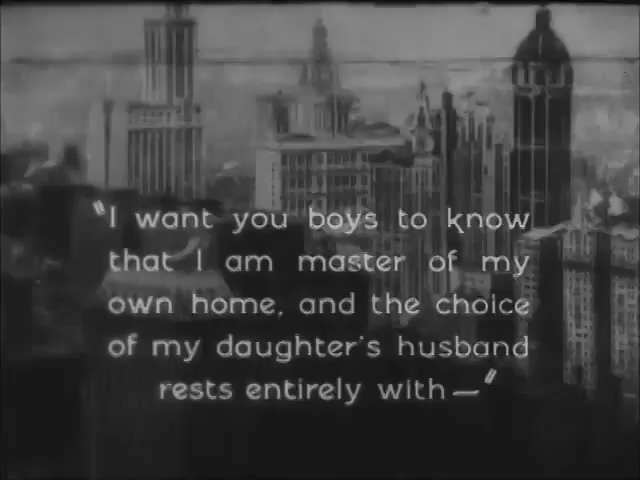 "I want you boys to know
that I am master of my
own home, and the choice
of my daughter's husband
rests entirely with—"